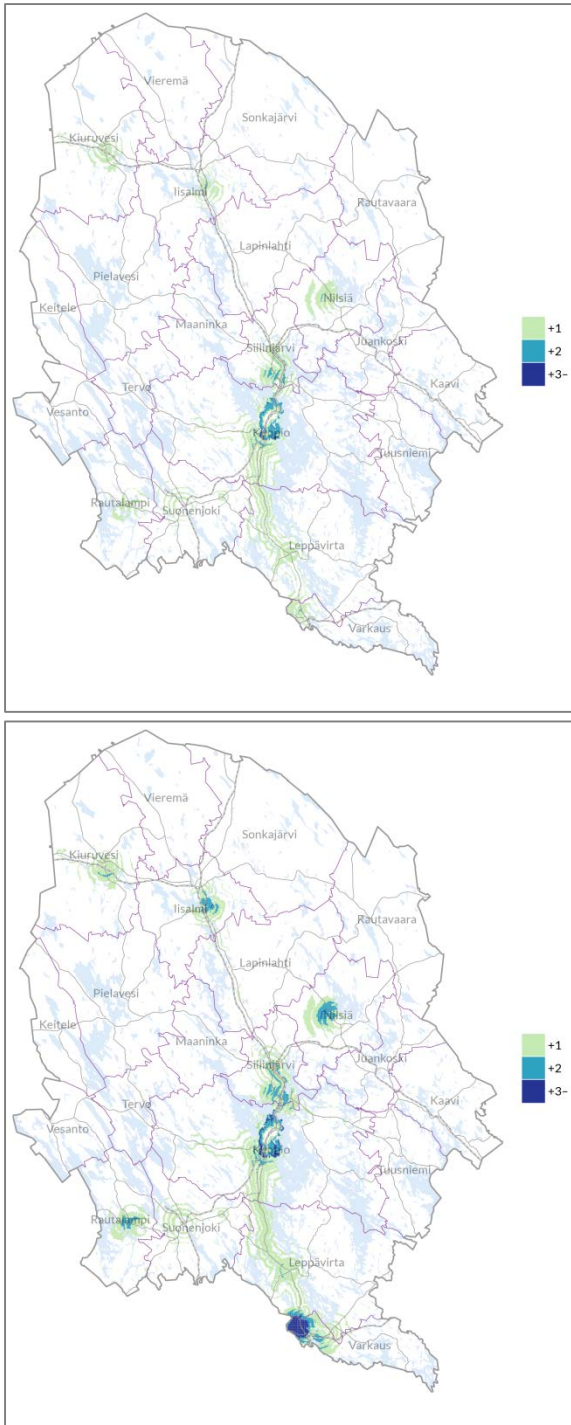 Vieremä
Sonkajärvi
Kiuruvesi
Iisalmi
Rautavaara
Lapinlahti
Pielavesi
Nilsiä
Keitele
Maaninka
Siilinjärvi
Juankoski
Tervo
Kaavi
Vesanto
Kuopio
Tuusniemi
Rautalampi
Suonenjoki
Leppävirta
Varkaus
+1
+2
+3–
Vieremä
Sonkajärvi
Kiuruvesi
Iisalmi
Rautavaara
Lapinlahti
Pielavesi
Nilsiä
Keitele
Maaninka
Siilinjärvi
Juankoski
Tervo
Kaavi
Vesanto
Kuopio
Tuusniemi
Rautalampi
Suonenjoki
Leppävirta
Varkaus
+1
+2
+3–